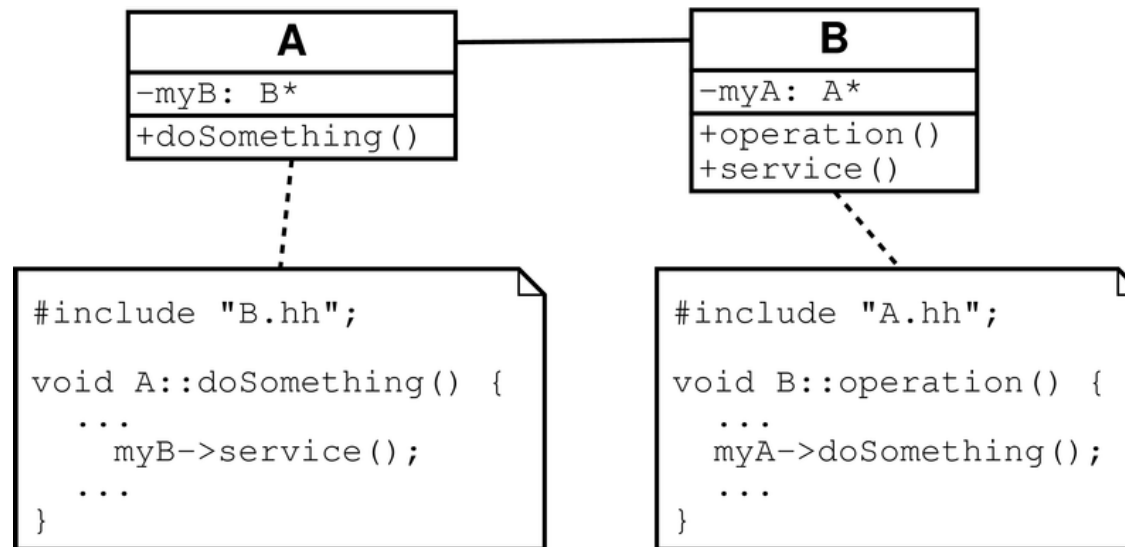 A
-myB: B*
+doSomething()
B
-myA: A*
+operation()
+service()
#include "B.hh";
void A::doSomething() {
...
myB->service();
...
}
#include "A.hh";
void B::operation() {
...
myA->doSomething();
...
}